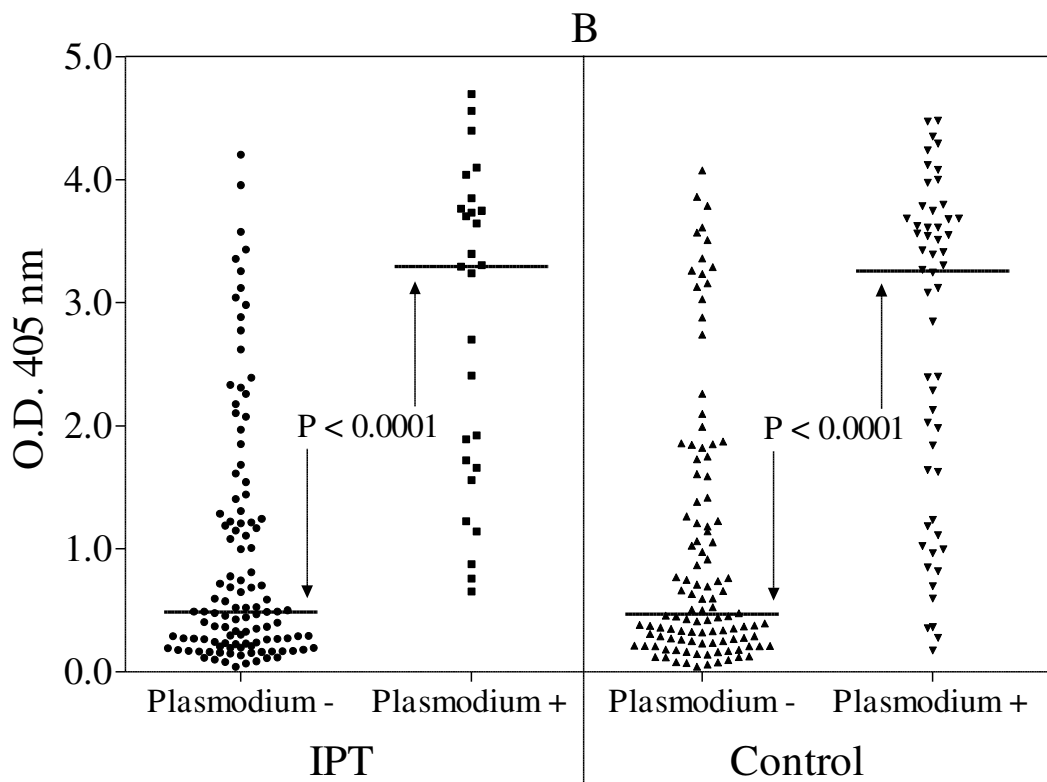 B
5.0
4.0
3.0
2.0
1.0
0.0
O.D. 405 nm
P < 0.0001
P < 0.0001
Plasmodium - Plasmodium + Plasmodium - Plasmodium +
IPT Control